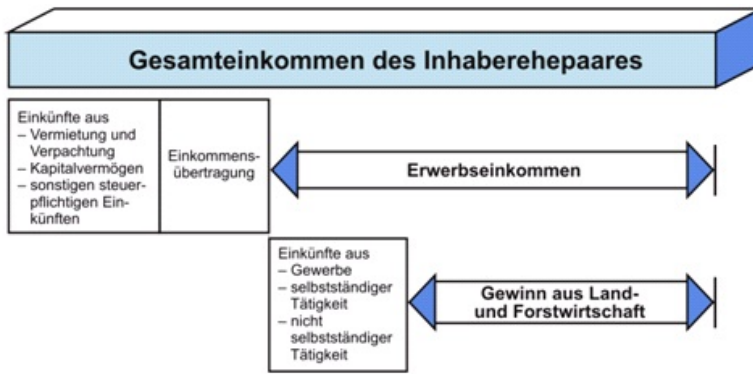 Gesamteinkommen des Inhaberehepaares
Einkünfte aus
– Vermietung und
Verpachtung
– Kapitalvermögen
– sonstigen steuer-
pflichtigen Ein-
künften
Einkommens-
übertragung
Erwerbseinkommen
Einkünfte aus
– Gewerbe
– selbstständiger
Tätigkeit
– nicht
selbstständiger
Tätigkeit
Gewinn aus Land-
und Forstwirtschaft